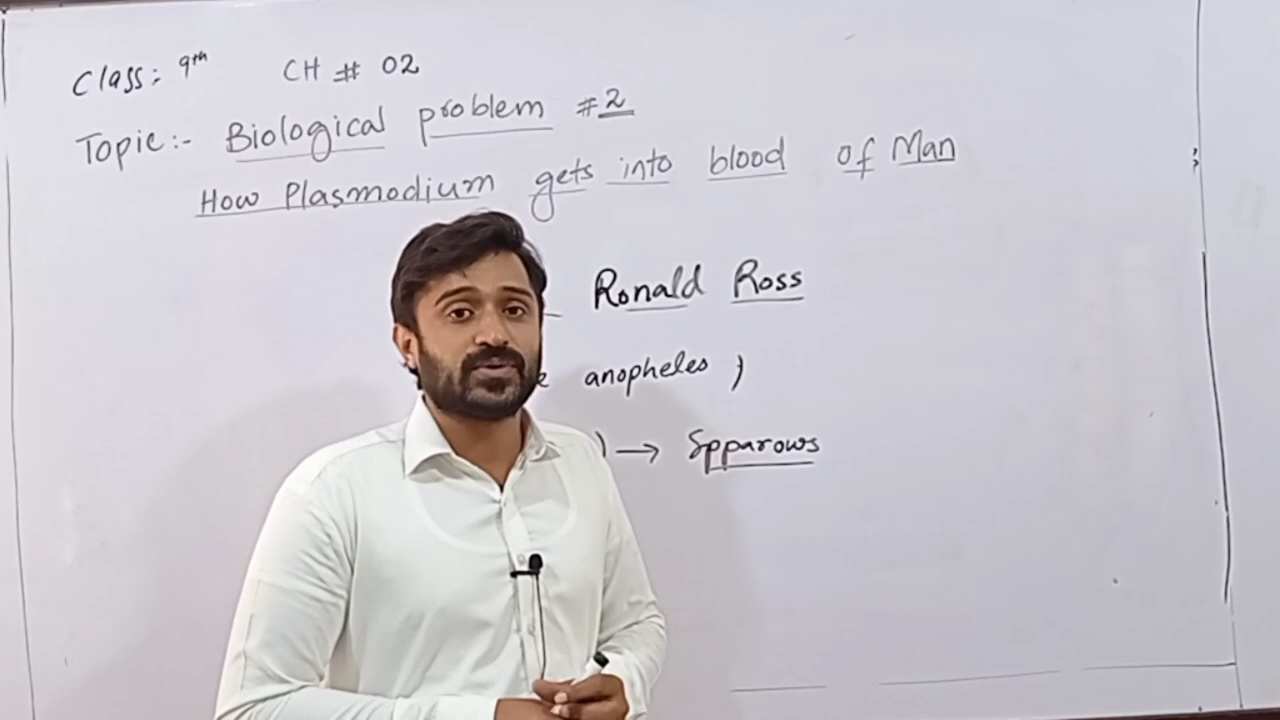 Class: 9th CH # 02
Topic:- Biological problem #2
How Plasmodium gets into blood of Man
Ronald Ross
anopheles )
) → Spparows